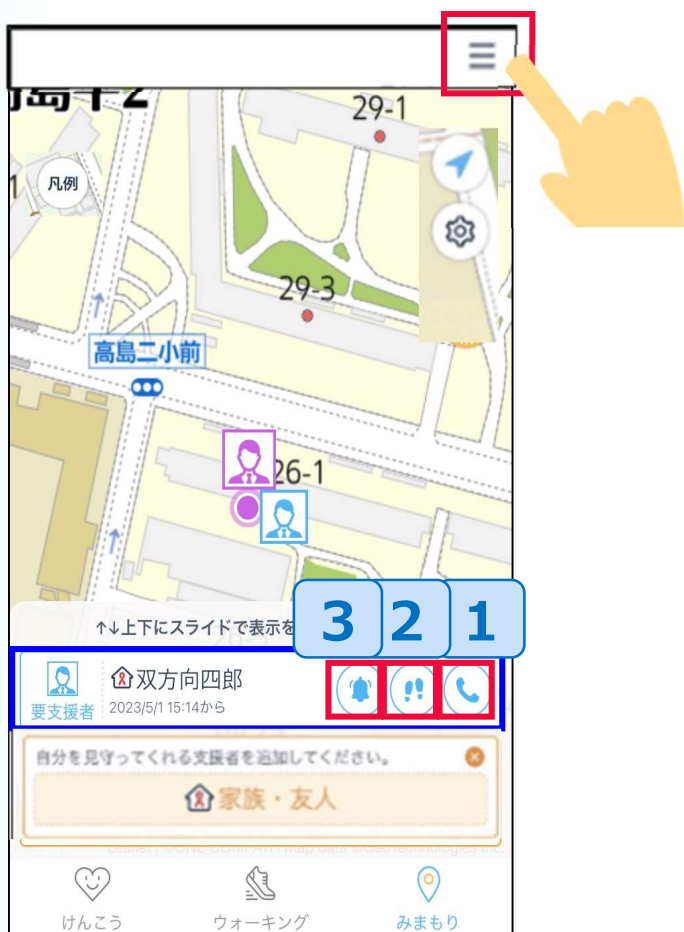 29-1
凡例
29-3
高島二小前
26-1
↑↓上下にスライドで表示を
3
2
1
要支援者
双方向四郎
2023/5/1 15:14から
自分を見守ってくれる支援者を追加してください。
家族・友人
けんこう
ウォーキング
みまもり